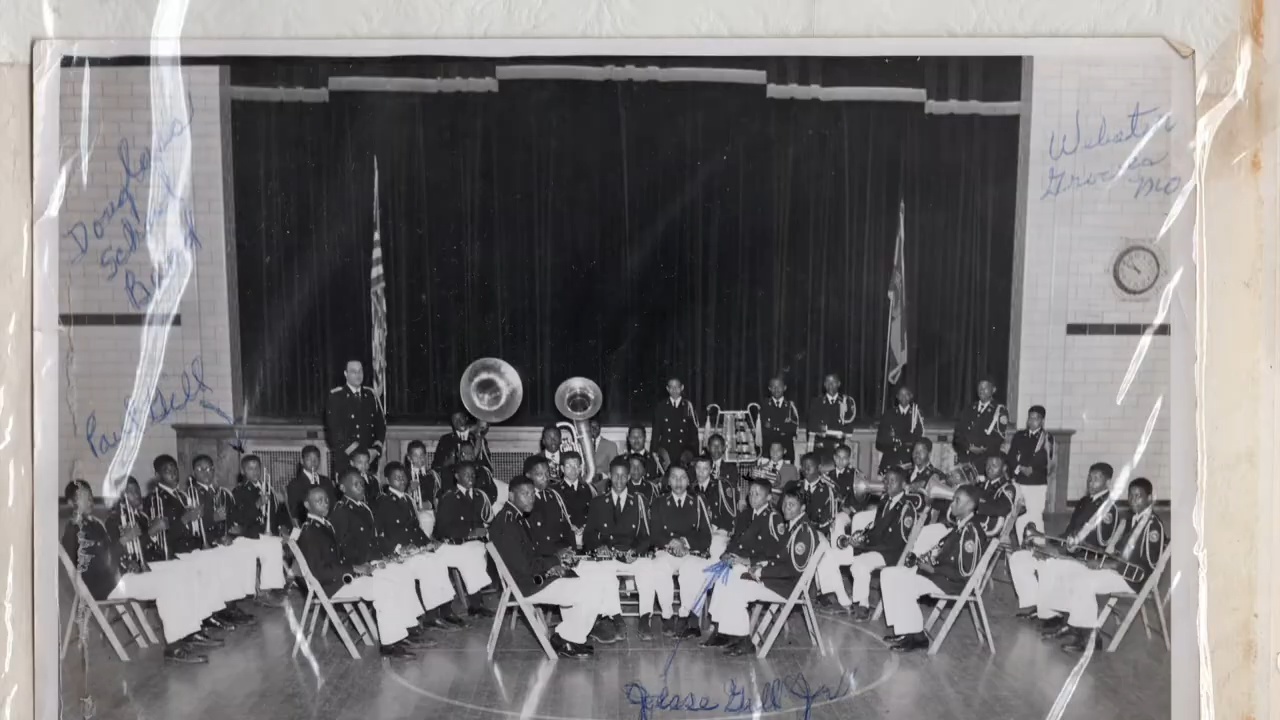 Douglass
School
Band
Webster
Groves
MO
Paul Gill
Jesse Gill Jr